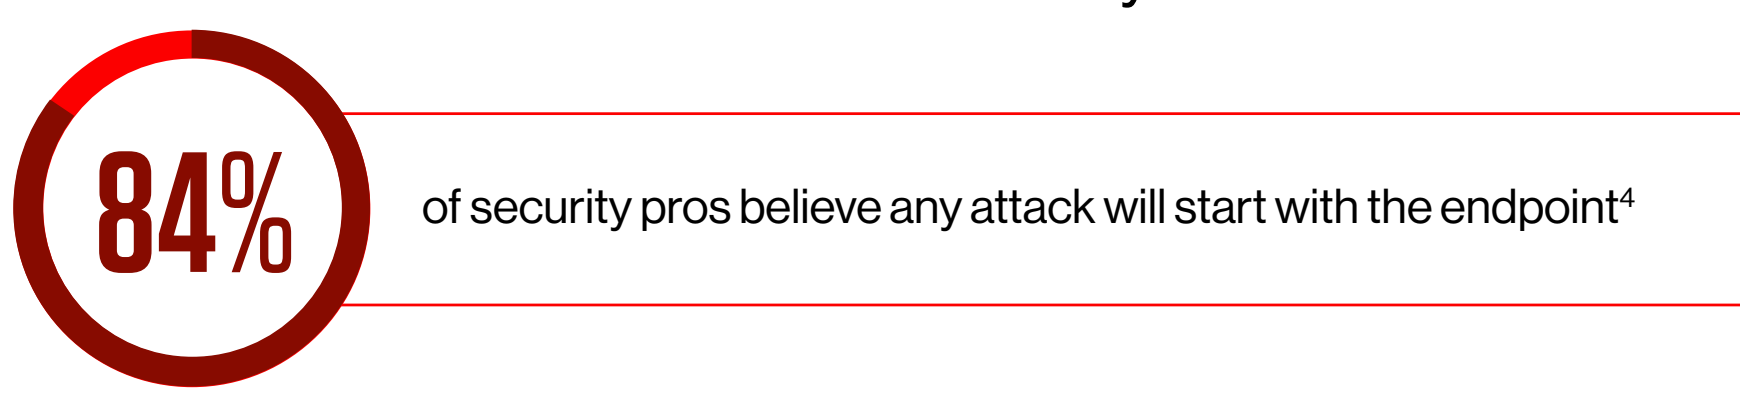 84%
of security pros believe any attack will start with the endpoint⁴